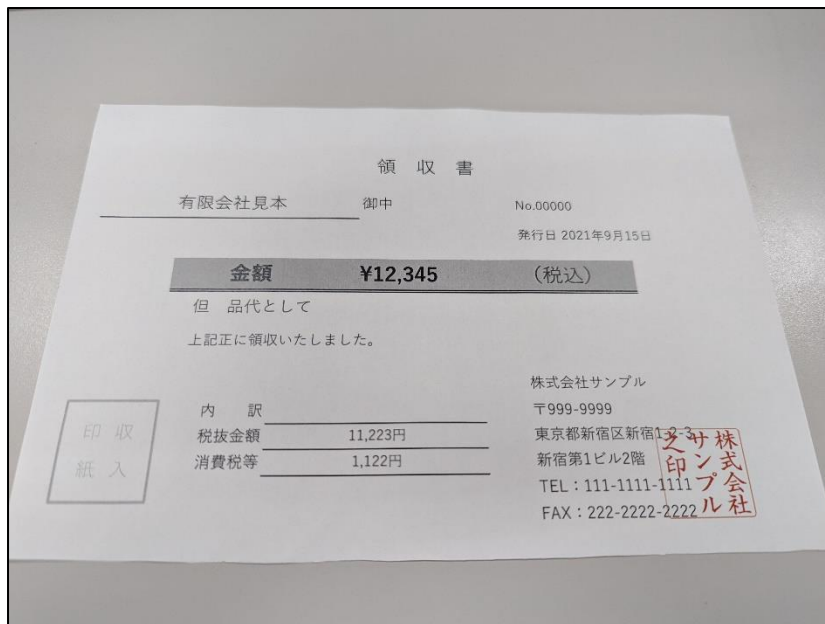 領収書
有限会社見本 御中 No.00000
発行日 2021年9月15日
金額 ¥12,345 (税込)
但 品代として
上記正に領収いたしました。
株式会社サンプル
内 訳 〒999-9999
税抜金額 11,223円 東京都新宿区新宿1-2-3
消費税等 1,122円 新宿第1ビル2階
TEL：111-1111-1111
FAX：222-2222-2222
収入
印紙
株式会社
サンプル
之印